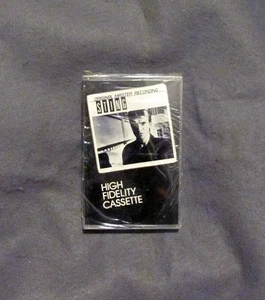 ORIGINAL MASTER RECORDING
STING
HIGH
FIDELITY
CASSETTE